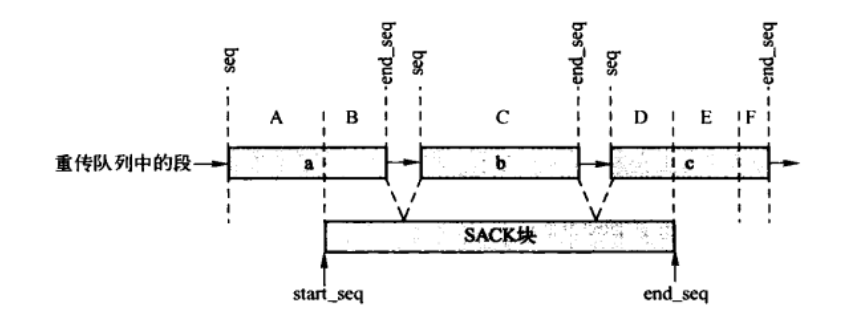 seq end_seq seq end_seq seq end_seq
A B C D E F
重传队列中的段 a b c
SACK块
start_seq end_seq